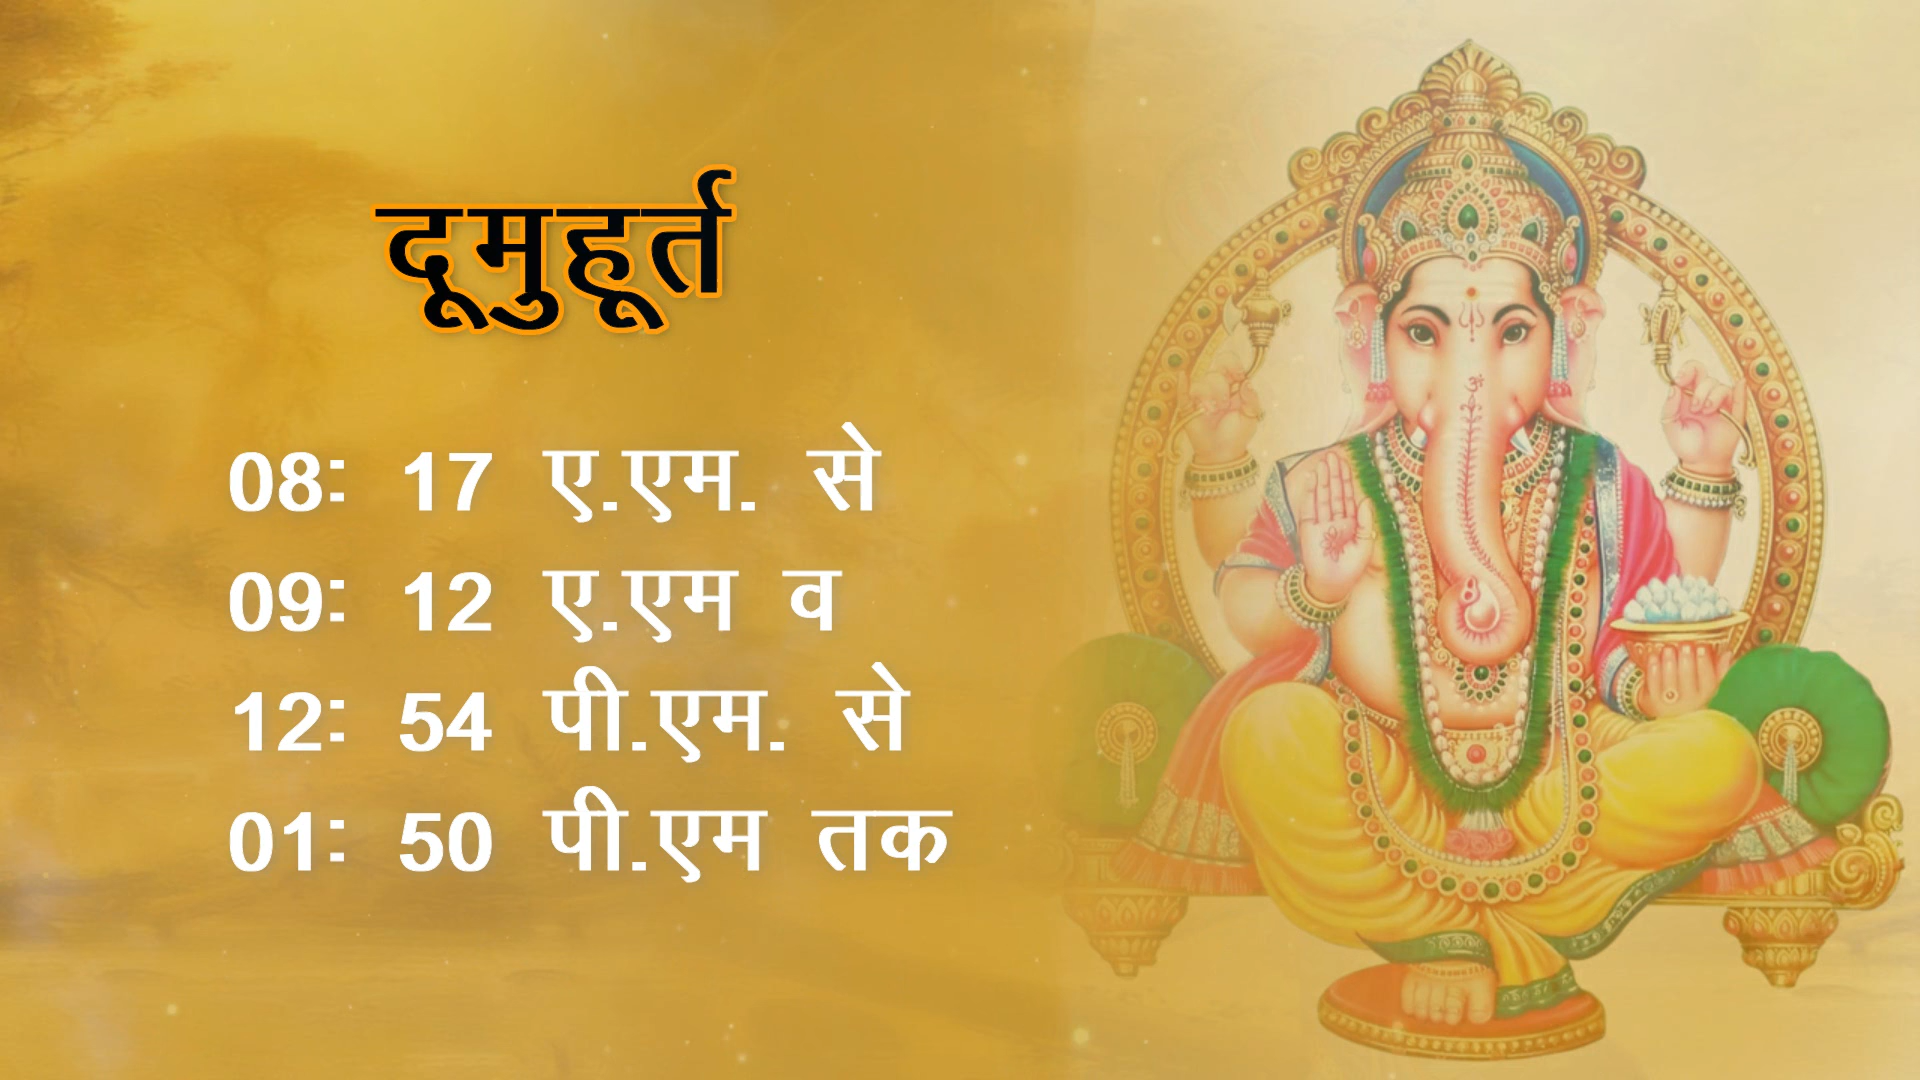 दूमुहूर्त
08: 17 ए.एम. से
09: 12 ए.एम व
12: 54 पी.एम. से
01: 50 पी.एम तक
ॐ